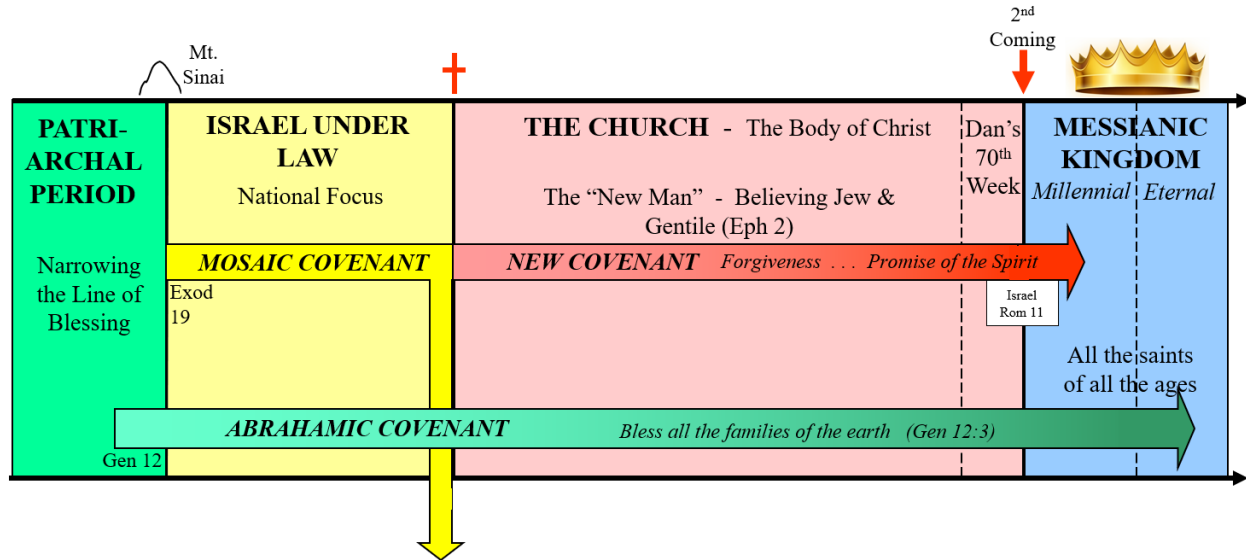 Mt.
Sinai
2nd
Coming
PATRI-
ARCHAL
PERIOD
Narrowing
the Line of
Blessing
Gen 12
ISRAEL UNDER
LAW
National Focus
MOSAIC COVENANT
Exod
19
THE CHURCH - The Body of Christ
The “New Man” - Believing Jew &
Gentile (Eph 2)
NEW COVENANT Forgiveness . . . Promise of the Spirit
Dan’s
70th
Week
Israel
Rom 11
MESSIANIC
KINGDOM
Millennial Eternal
All the saints
of all the ages
ABRAHAMIC COVENANT Bless all the families of the earth (Gen 12:3)